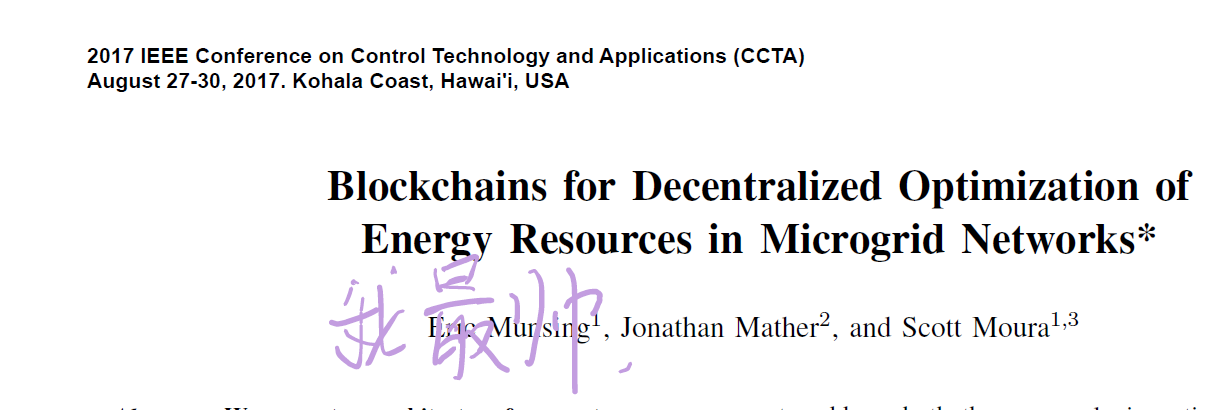 2017 IEEE Conference on Control Technology and Applications (CCTA)
August 27-30, 2017. Kohala Coast, Hawai'i, USA
Blockchains for Decentralized Optimization of
Energy Resources in Microgrid Networks*
我最帅.
Eric Munsing1, Jonathan Mather2, and Scott Moura1,3